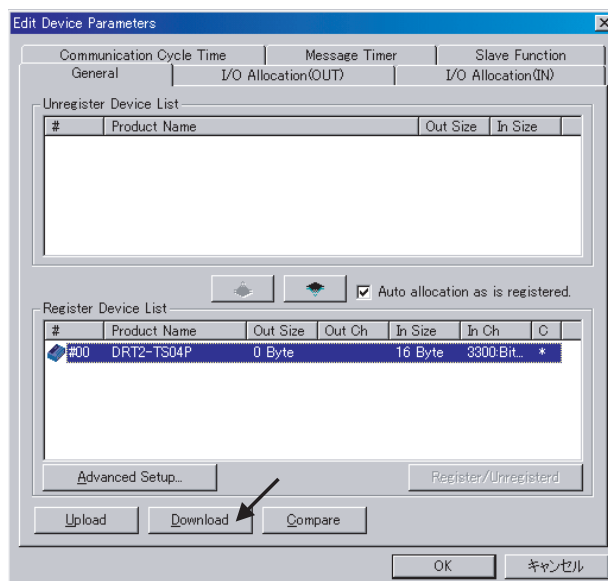 Edit Device Parameters
Communication Cycle Time Message Timer Slave Function
General I/O Allocation(OUT) I/O Allocation(IN)
Unregister Device List
# Product Name Out Size In Size
Auto allocation as is registered.
Register Device List
# Product Name Out Size Out Ch In Size In Ch C
#00 DRT2-TS04P 0 Byte 16 Byte 3300:Bit... *
Advanced Setup... Register/Unregisterd
Upload Download Compare
OK キャンセル